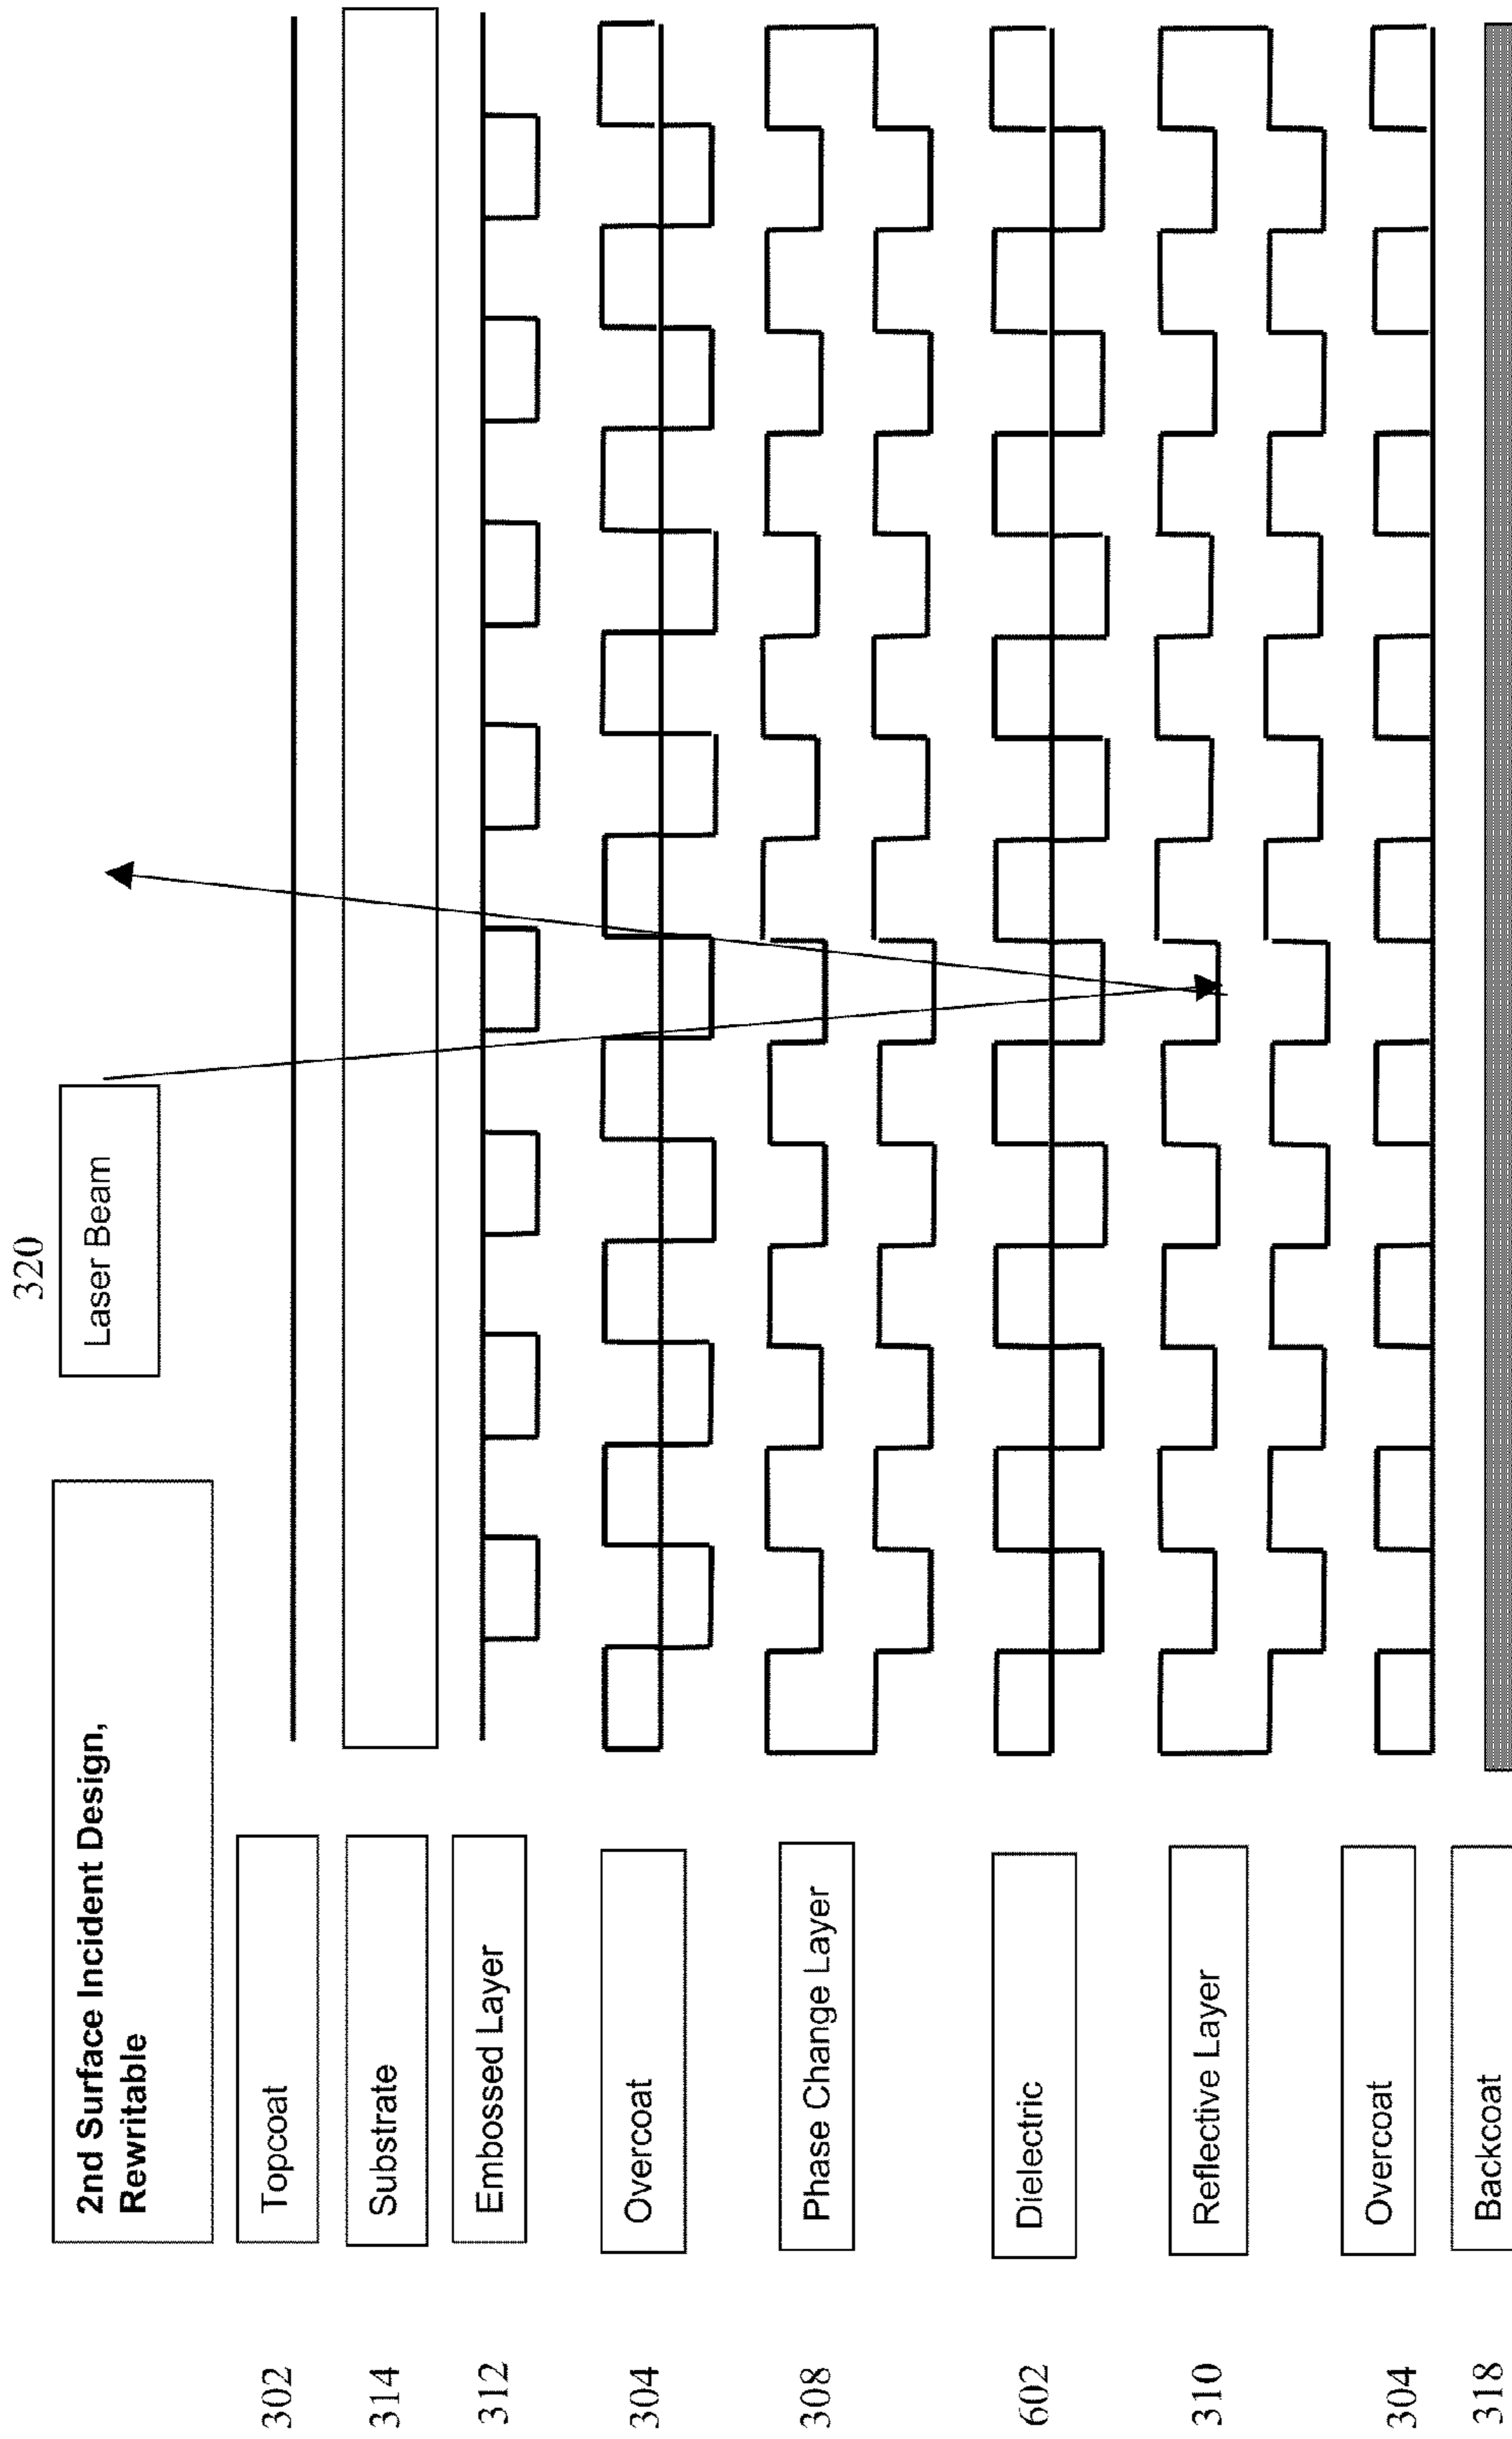 320
Laser Beam
2nd Surface Incident Design,
Rewritable
302 Topcoat
314 Substrate
312 Embossed Layer
304 Overcoat
308 Phase Change Layer
602 Dielectric
310 Reflective Layer
304 Overcoat
318 Backcoat